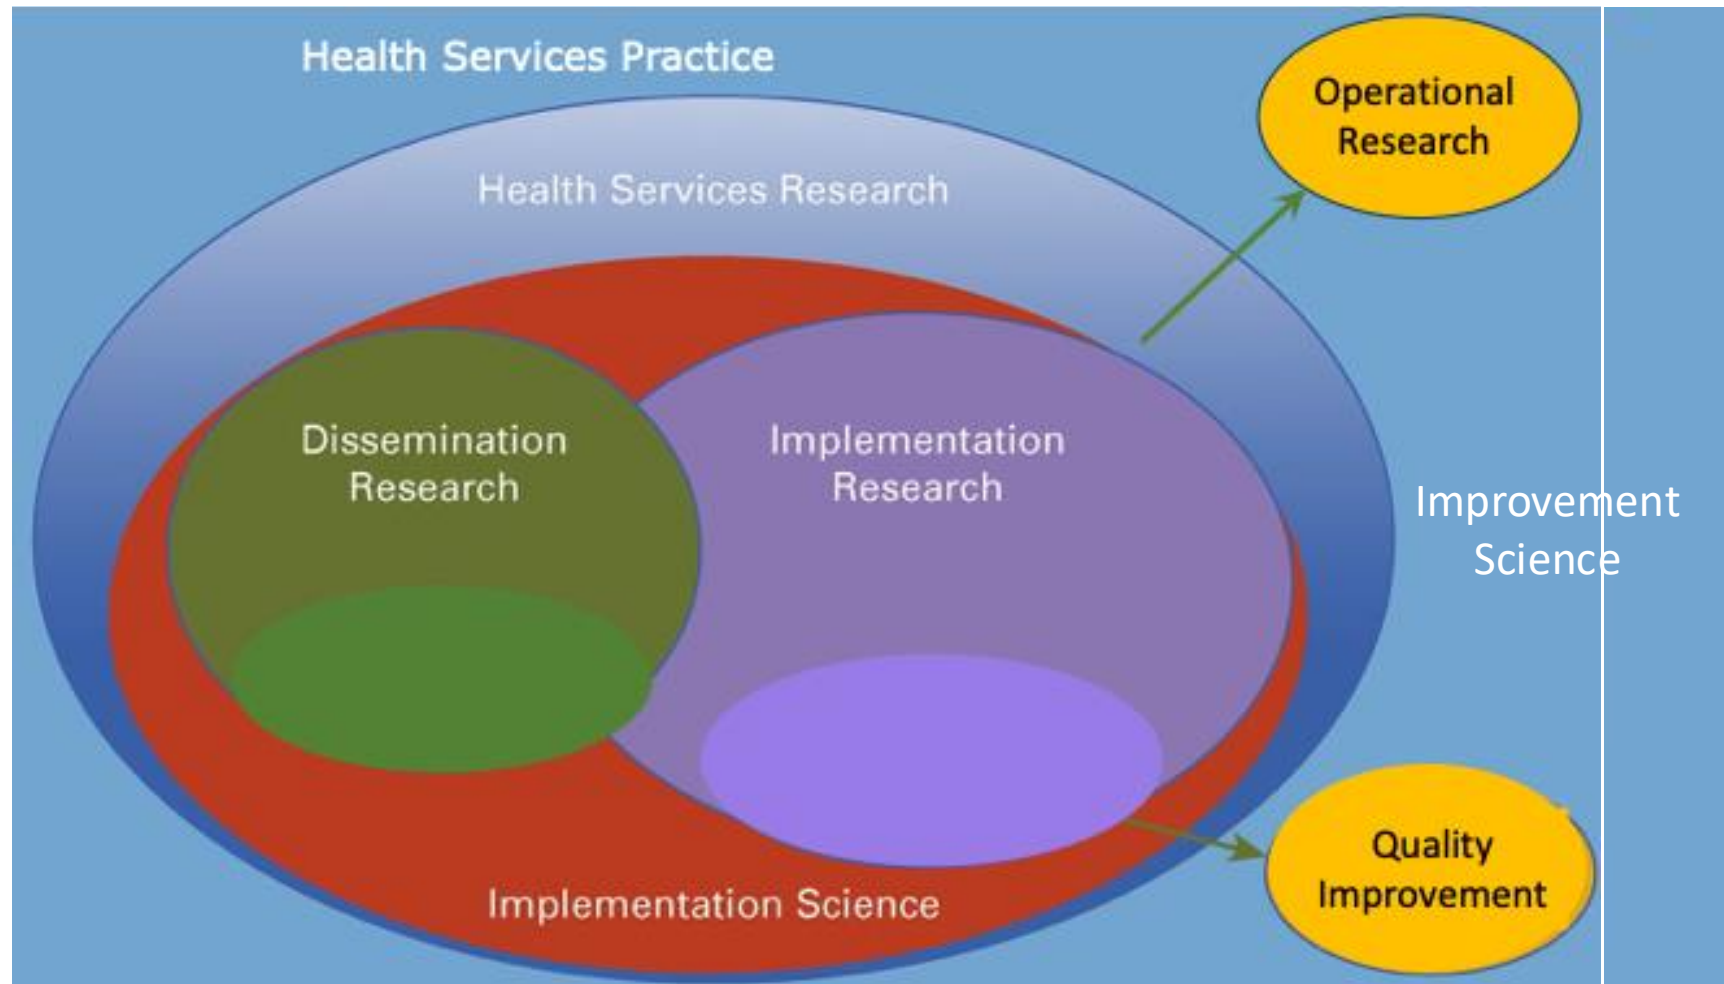 Health Services Practice
Operational
Research
Health Services Research
Dissemination
Research
Implementation
Research
Improvement
Science
Quality
Improvement
Implementation Science